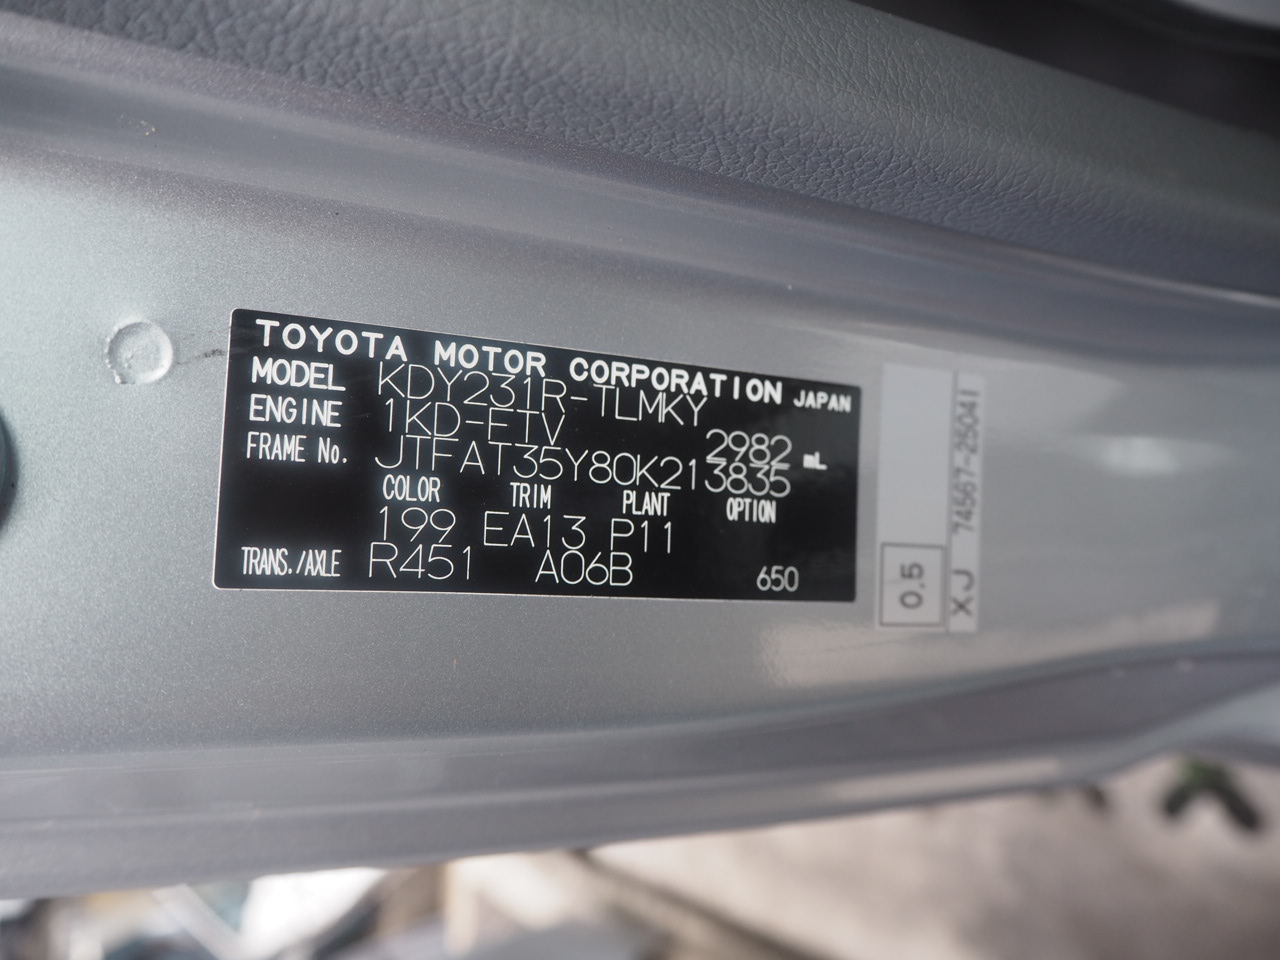 TOYOTA MOTOR CORPORATION JAPAN
MODEL KDY231R-TLMKY
ENGINE 1KD-FTV 2982 mL
FRAME No. JTFAT35Y80K213835
COLOR TRIM PLANT OPTION
199 EA13 P11
TRANS./AXLE R451 A06B 650
0.5
XJ 74567-25041